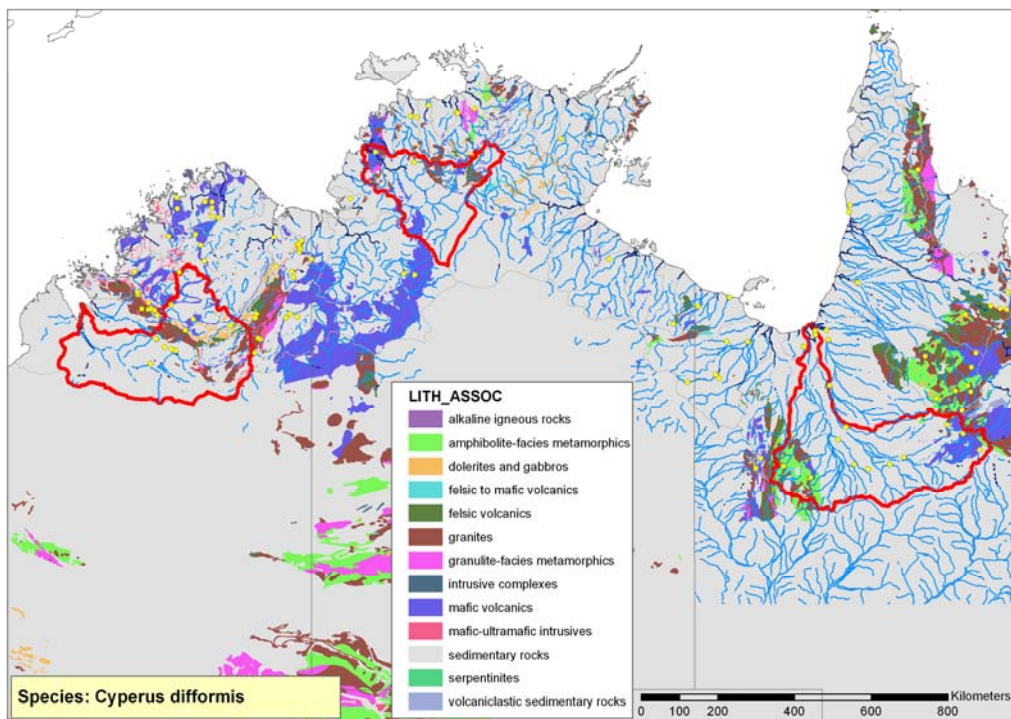 LITH_ASSOC
alkaline igneous rocks
amphibolite-facies metamorphics
dolerites and gabbros
felsic to mafic volcanics
felsic volcanics
granites
granulite-facies metamorphics
intrusive complexes
mafic volcanics
mafic-ultramafic intrusives
sedimentary rocks
serpentinites
volcaniclastic sedimentary rocks
Species: Cyperus difformis
Kilometers
0 100 200 400 600 800